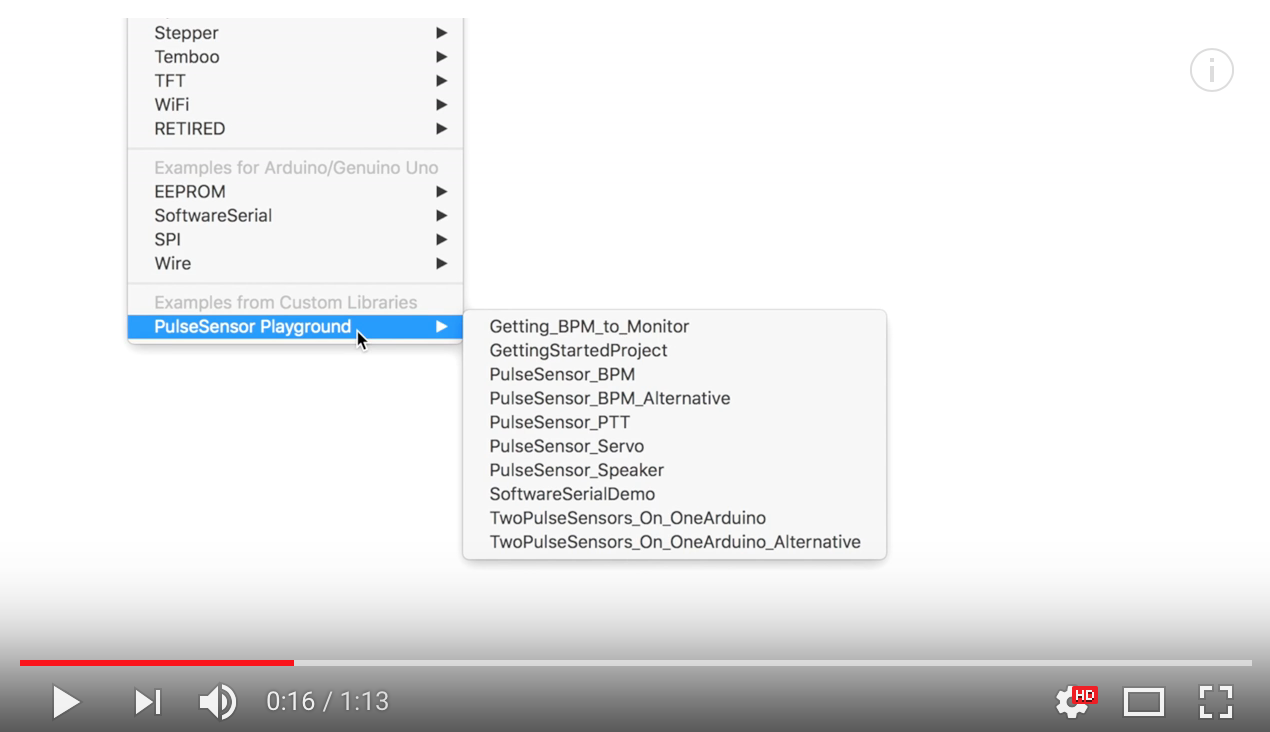 Stepper
Temboo
TFT
WiFi
RETIRED
Examples for Arduino/Genuino Uno
EEPROM
SoftwareSerial
SPI
Wire
Examples from Custom Libraries
PulseSensor Playground
Getting_BPM_to_Monitor
GettingStartedProject
PulseSensor_BPM
PulseSensor_BPM_Alternative
PulseSensor_PTT
PulseSensor_Servo
PulseSensor_Speaker
SoftwareSerialDemo
TwoPulseSensors_On_OneArduino
TwoPulseSensors_On_OneArduino_Alternative
0:16 / 1:13
HD